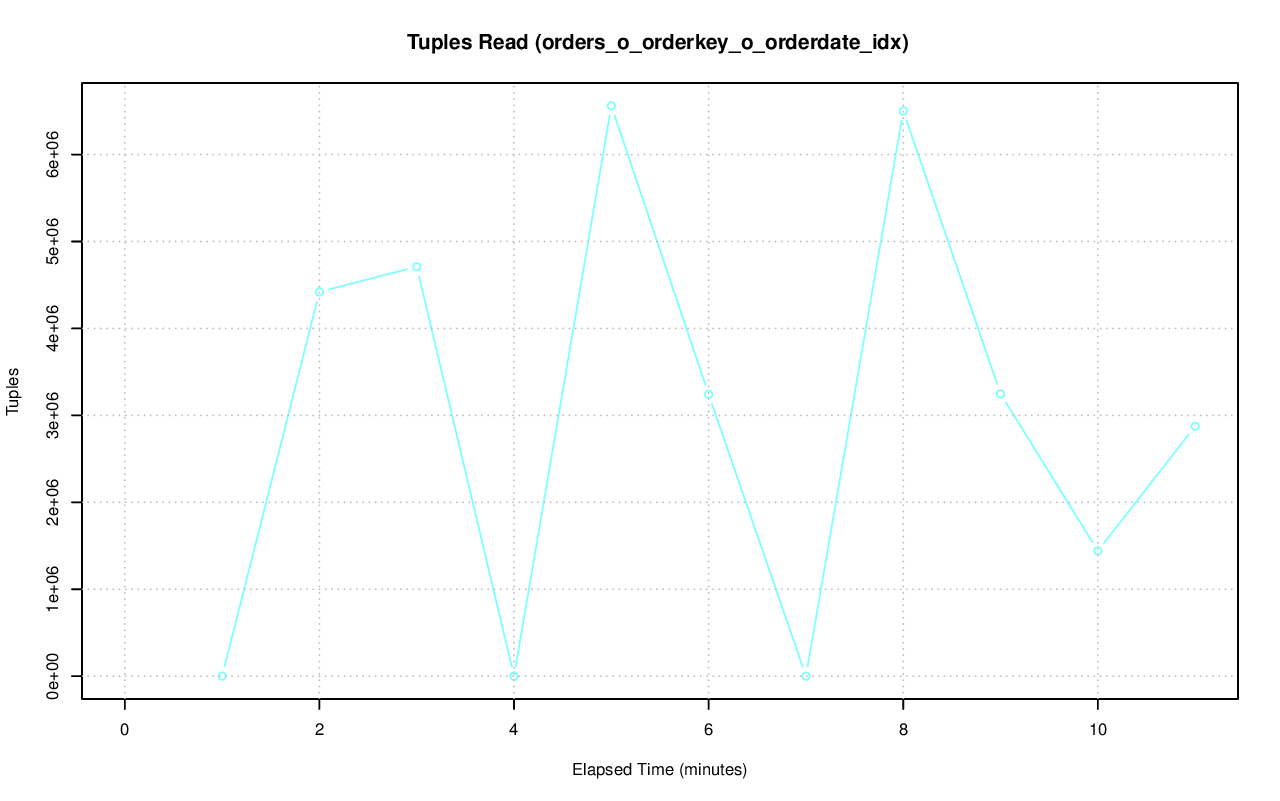 Tuples Read (orders_o_orderkey_o_orderdate_idx)
Tuples
6e+06
5e+06
4e+06
3e+06
2e+06
1e+06
0e+00
0 2 4 6 8 10
Elapsed Time (minutes)